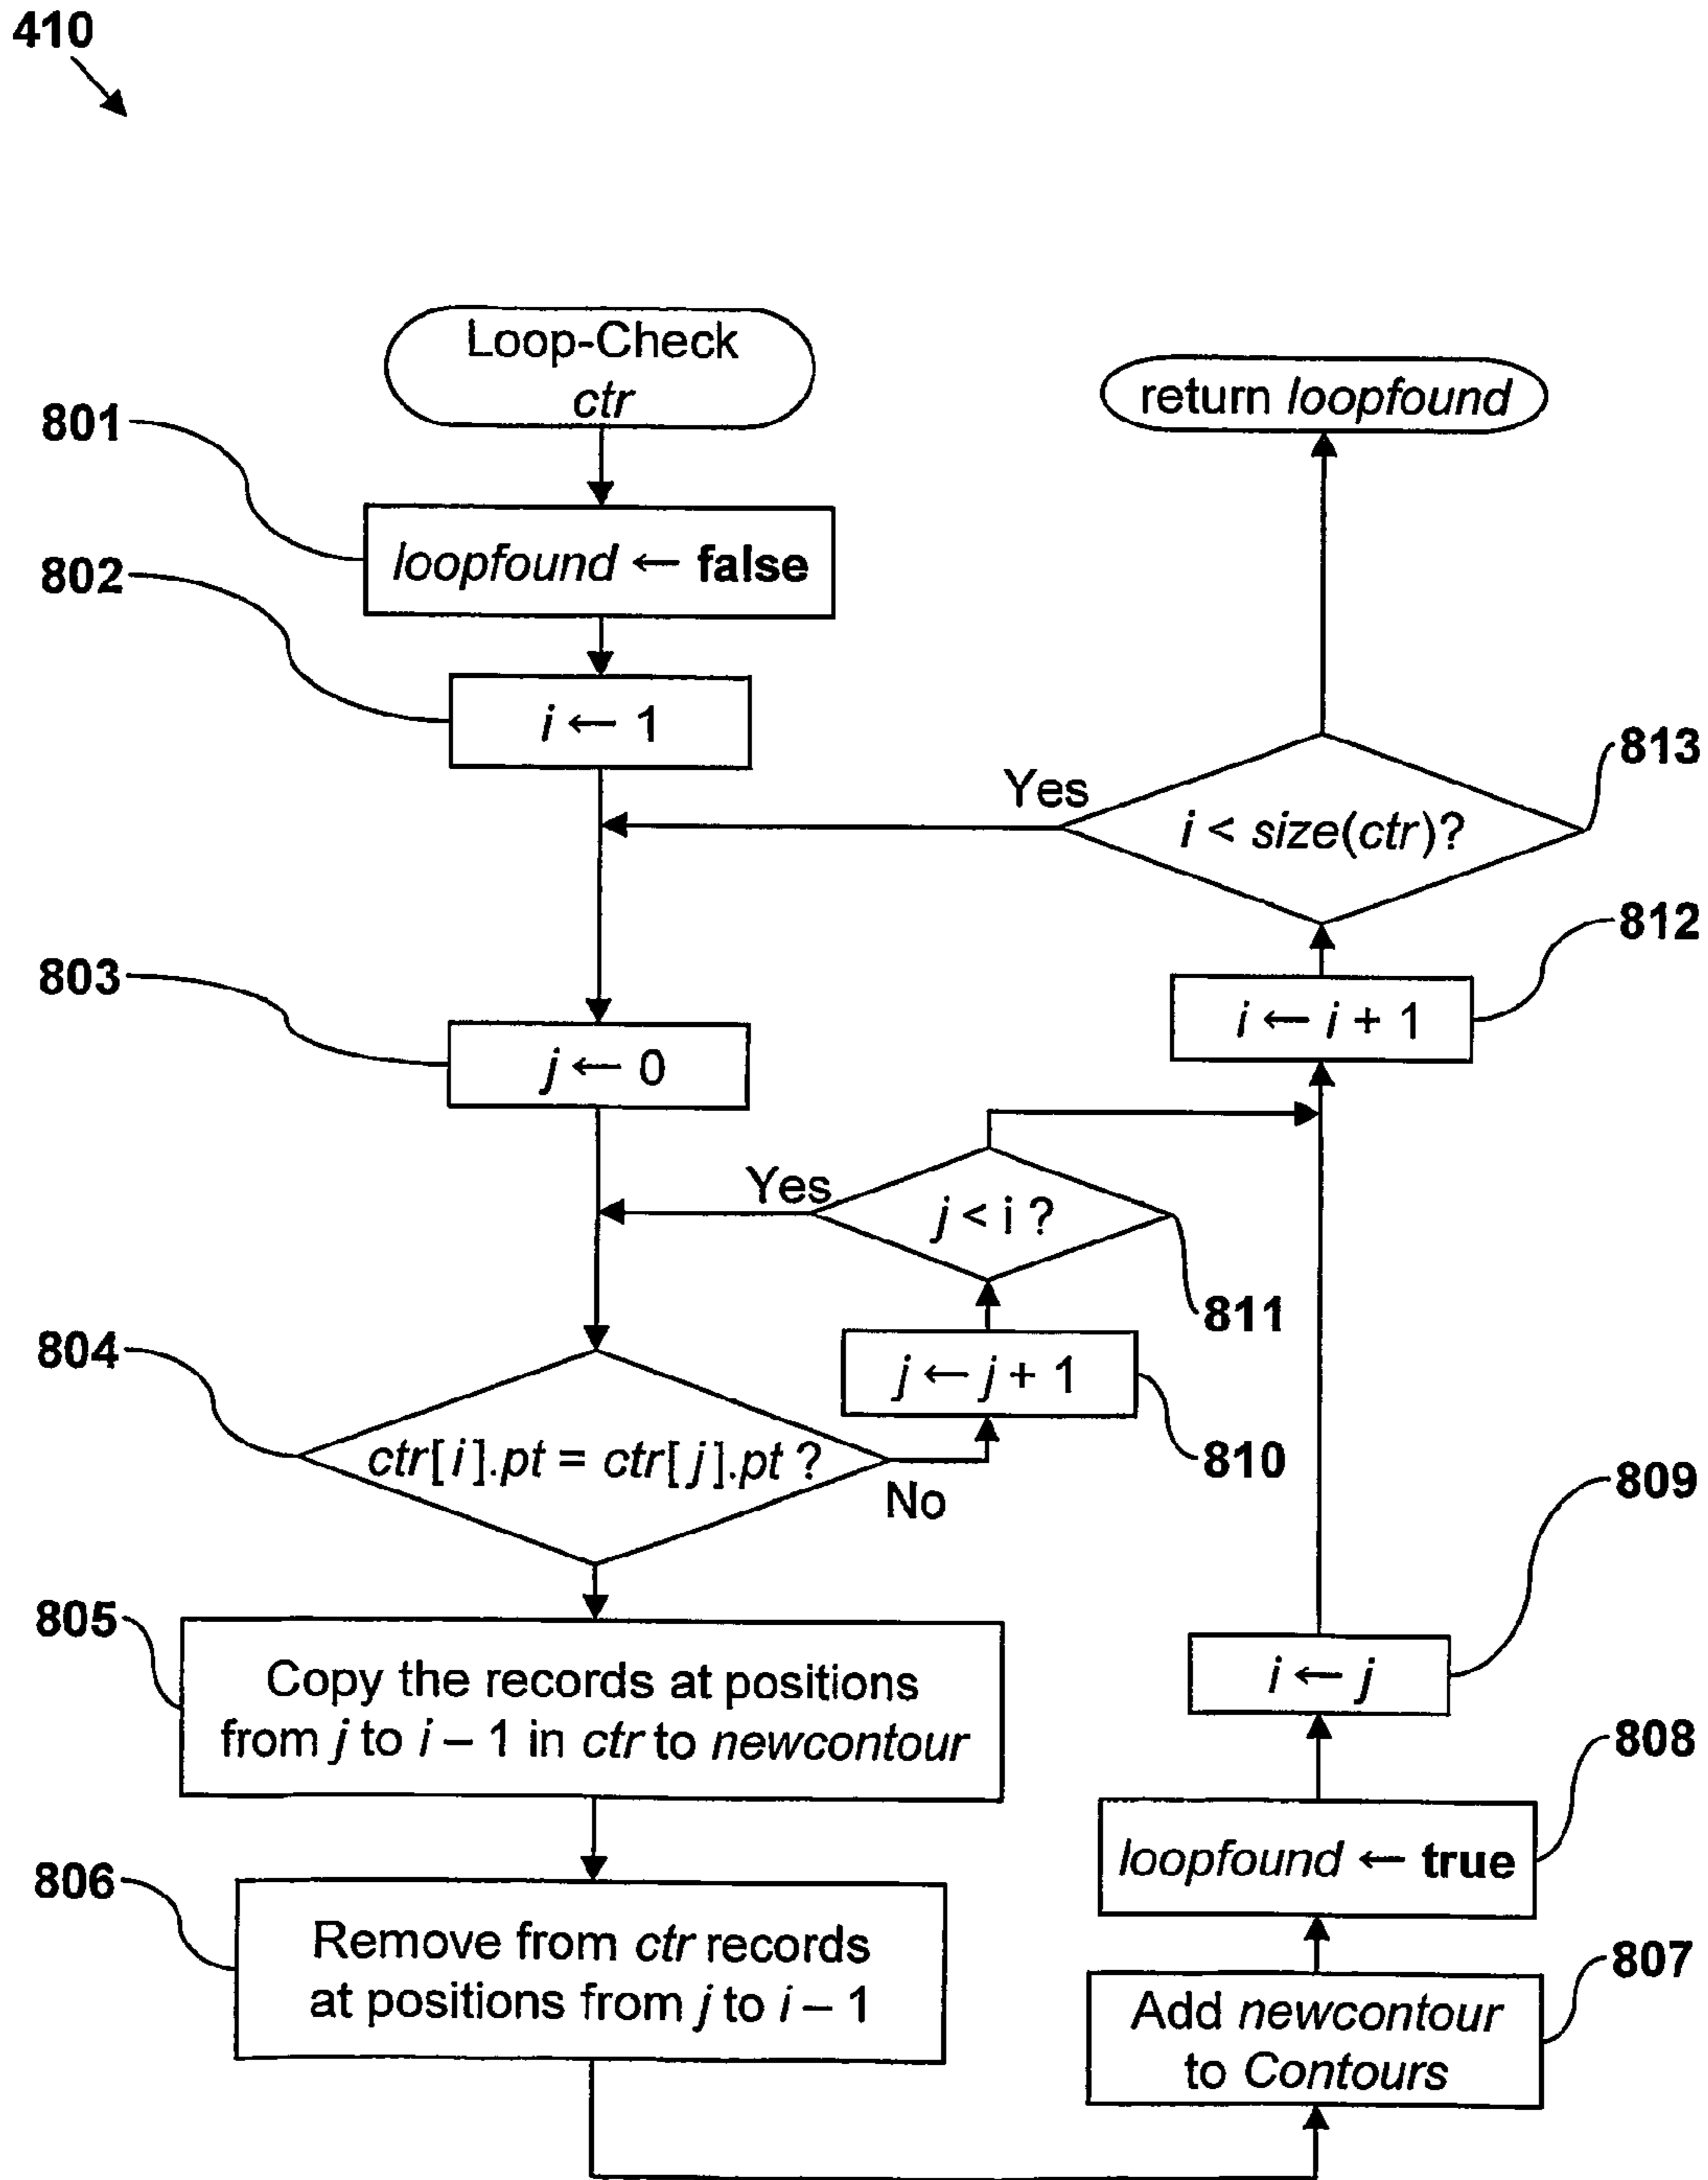 410
Loop-Check
ctr
return loopfound
801
loopfound ← false
802
i ← 1
813
Yes
i < size(ctr)?
812
803
i ← i + 1
j ← 0
Yes
j < i ?
811
804
j ← j + 1
ctr[i].pt = ctr[j].pt ?
810
No
809
805
Copy the records at positions
from j to i – 1 in ctr to newcontour
i ← j
808
loopfound ← true
806
Remove from ctr records
at positions from j to i – 1
807
Add newcontour
to Contours